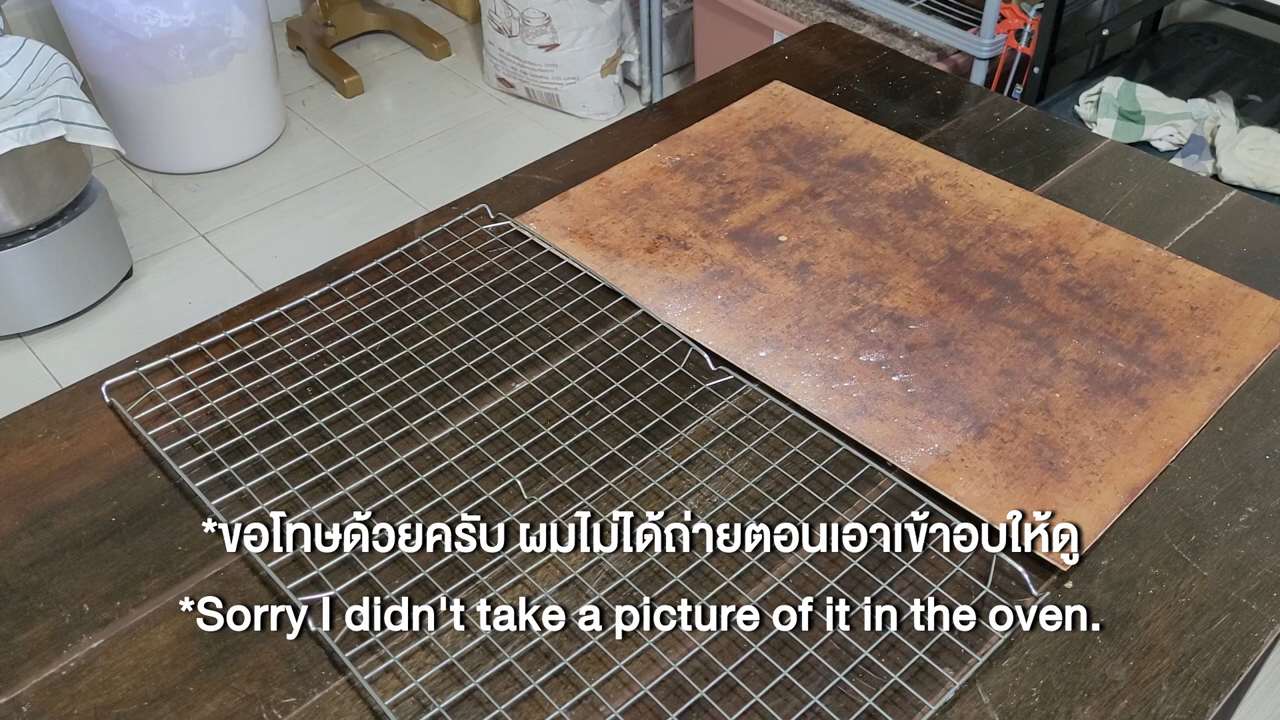 *ขอโทษด้วยครับ ผมไม่ได้ถ่ายตอนเอาเข้าอบให้ดู
*Sorry I didn't take a picture of it in the oven.